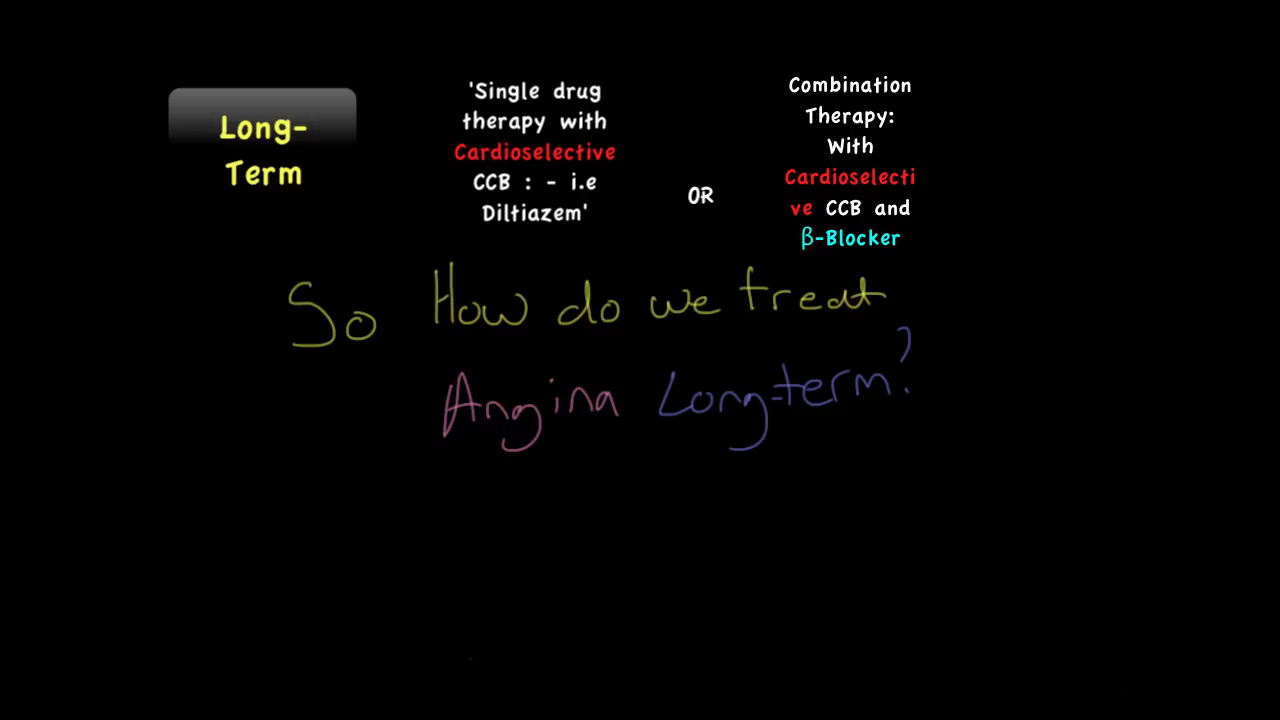 Long-
Term
'Single drug
therapy with
Cardioselective
CCB : - i.e
Diltiazem'
OR
Combination
Therapy:
With
Cardioselecti
ve CCB and
β-Blocker
So How do we treat
Angina Long-term?